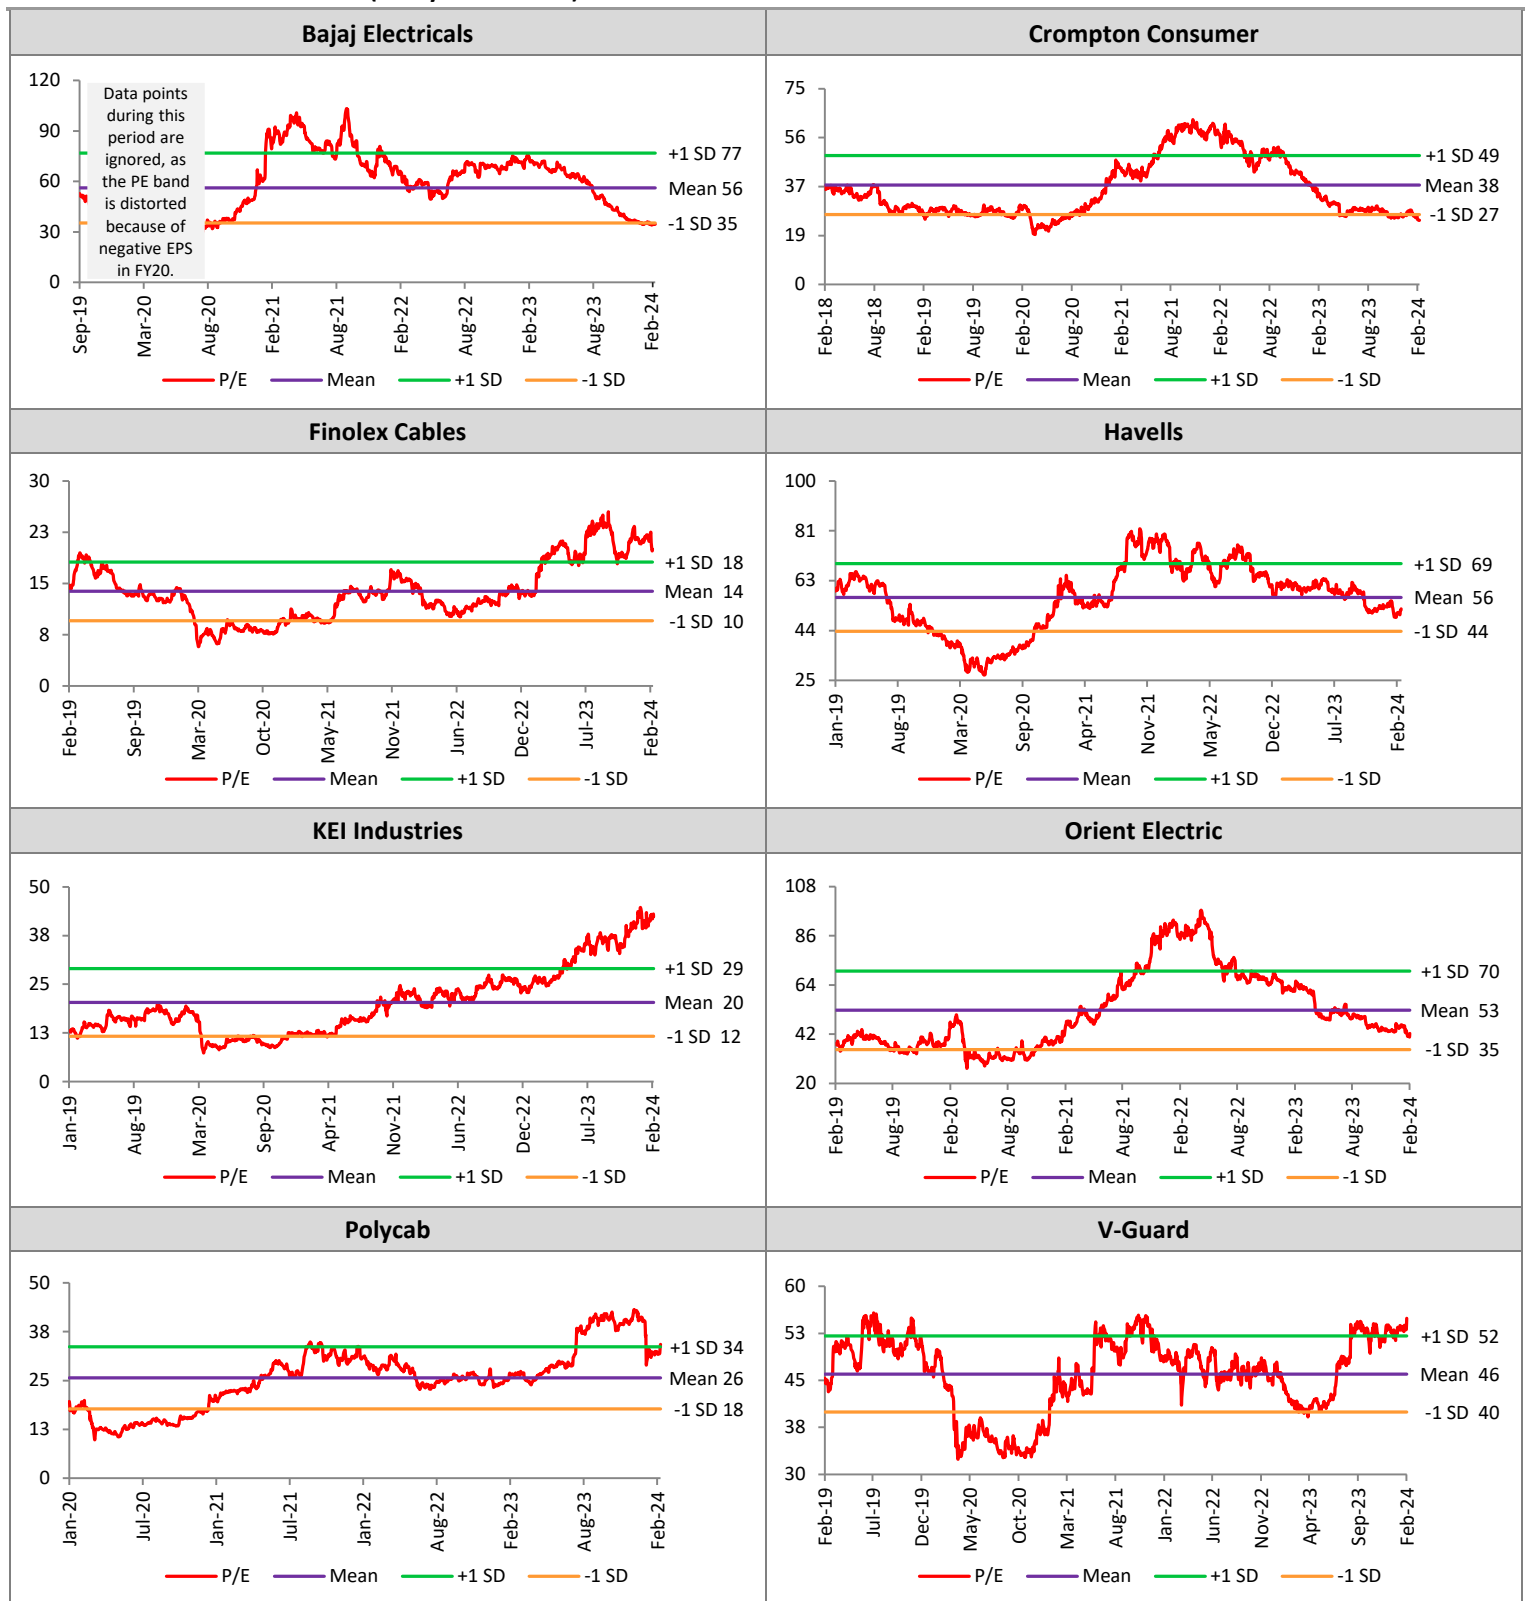 Bajaj Electricals
120
90
60
30
0
Data points
during this
period are
ignored, as
the PE band
is distorted
because of
negative EPS
in FY20.
+1 SD 77
Mean 56
-1 SD 35
Sep-19
Mar-20
Aug-20
Feb-21
Aug-21
Feb-22
Aug-22
Feb-23
Aug-23
Feb-24
P/E Mean +1 SD -1 SD
Crompton Consumer
75
56
37
19
0
+1 SD 49
Mean 38
-1 SD 27
Feb-18
Aug-18
Feb-19
Aug-19
Feb-20
Aug-20
Feb-21
Aug-21
Feb-22
Aug-22
Feb-23
Aug-23
Feb-24
P/E Mean +1 SD -1 SD
Finolex Cables
30
23
15
8
0
+1 SD 18
Mean 14
-1 SD 10
Feb-19
Sep-19
Mar-20
Oct-20
May-21
Nov-21
Jun-22
Dec-22
Jul-23
Feb-24
P/E Mean +1 SD -1 SD
Havells
100
81
63
44
25
+1 SD 69
Mean 56
-1 SD 44
Jan-19
Aug-19
Mar-20
Sep-20
Apr-21
Nov-21
May-22
Dec-22
Jul-23
Feb-24
P/E Mean +1 SD -1 SD
KEI Industries
50
38
25
13
0
+1 SD 29
Mean 20
-1 SD 12
Jan-19
Aug-19
Mar-20
Sep-20
Apr-21
Nov-21
Jun-22
Dec-22
Jul-23
Feb-24
P/E Mean +1 SD -1 SD
Orient Electric
108
86
64
42
20
+1 SD 70
Mean 53
-1 SD 35
Feb-19
Aug-19
Feb-20
Aug-20
Feb-21
Aug-21
Feb-22
Aug-22
Feb-23
Aug-23
Feb-24
P/E Mean +1 SD -1 SD
Polycab
50
38
25
13
0
+1 SD 34
Mean 26
-1 SD 18
Jan-20
Jul-20
Jan-21
Jul-21
Jan-22
Aug-22
Feb-23
Aug-23
Feb-24
P/E Mean +1 SD -1 SD
V-Guard
60
53
45
38
30
+1 SD 52
Mean 46
-1 SD 40
Feb-19
Jul-19
Dec-19
May-20
Oct-20
Mar-21
Aug-21
Jan-22
Jun-22
Nov-22
Apr-23
Sep-23
Feb-24
P/E Mean +1 SD -1 SD